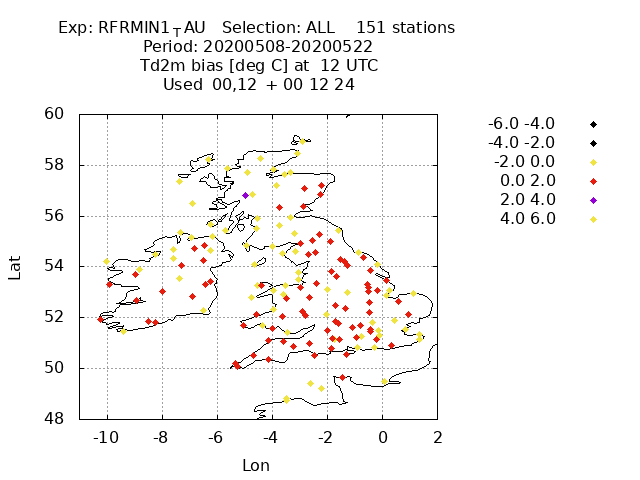 Exp: RFRMIN1TAU Selection: ALL 151 stations
Period: 20200508-20200522
Td2m bias [deg C] at 12 UTC
Used 00,12 + 00 12 24
60
58
56
54
52
50
48
Lat
-10 -8 -6 -4 -2 0 2
Lon
-6.0 -4.0
-4.0 -2.0
-2.0 0.0
0.0 2.0
2.0 4.0
4.0 6.0